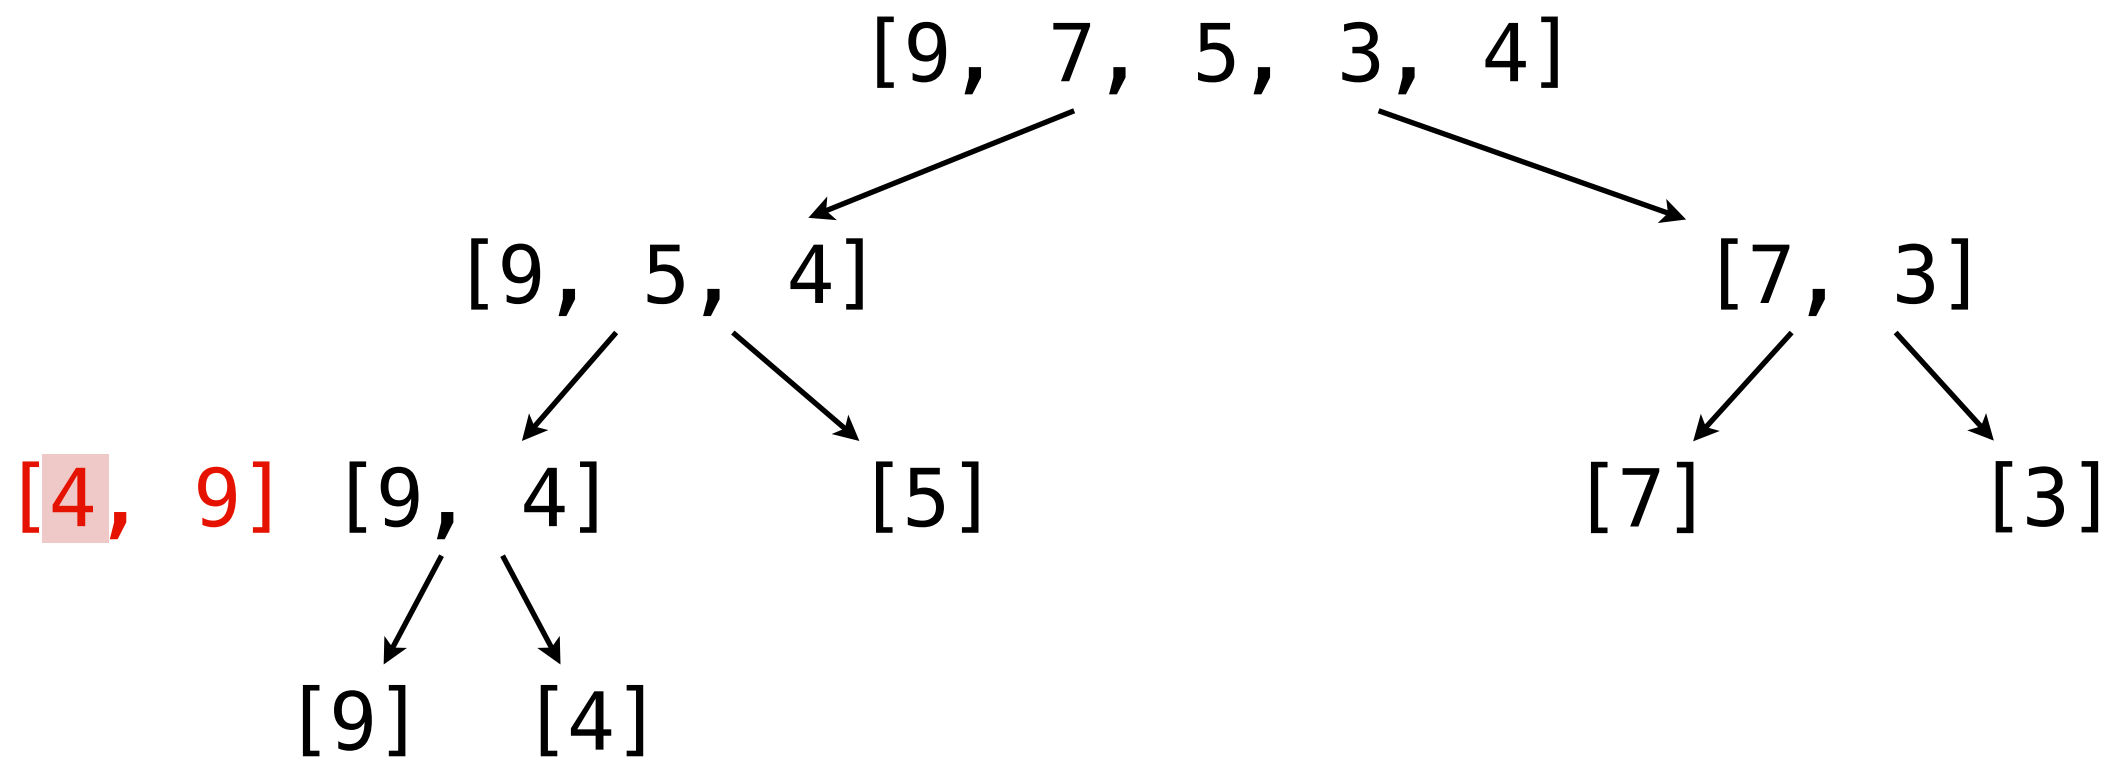 [9, 7, 5, 3, 4]
[9, 5, 4] [7, 3]
[4, 9] [9, 4] [5] [7] [3]
[9] [4]